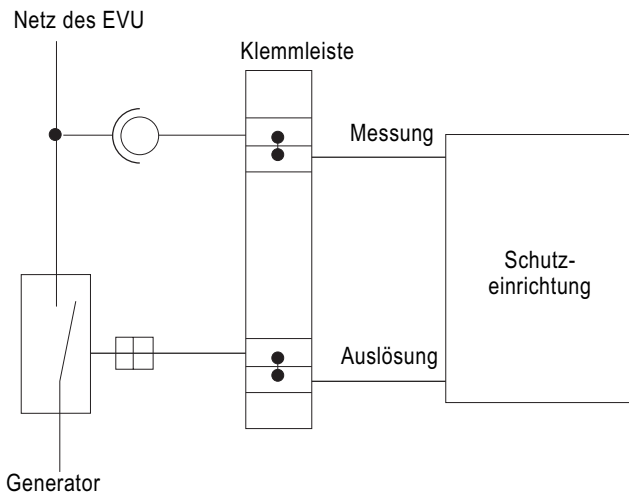 Netz des EVU
Klemmleiste
Messung
Schutz-
einrichtung
Auslösung
Generator